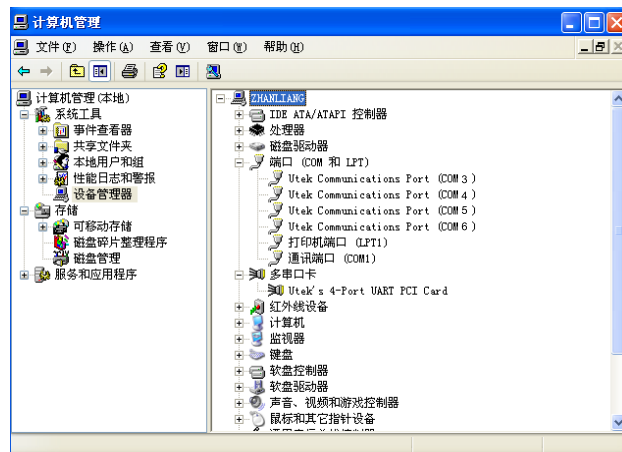 计算机管理
文件(F) 操作(A) 查看(V) 窗口(W) 帮助(H)
计算机管理(本地)
系统工具
事件查看器
共享文件夹
本地用户和组
性能日志和警报
设备管理器
存储
可移动存储
磁盘碎片整理程序
磁盘管理
服务和应用程序
ZHANLIANG
IDE ATA/ATAPI 控制器
处理器
磁盘驱动器
端口 (COM 和 LPT)
Utek Communications Port (COM3)
Utek Communications Port (COM4)
Utek Communications Port (COM5)
Utek Communications Port (COM6)
打印机端口 (LPT1)
通讯端口 (COM1)
多串口卡
Utek's 4-Port UART PCI Card
红外线设备
计算机
监视器
键盘
软盘控制器
软盘驱动器
声音、视频和游戏控制器
鼠标和其它指针设备